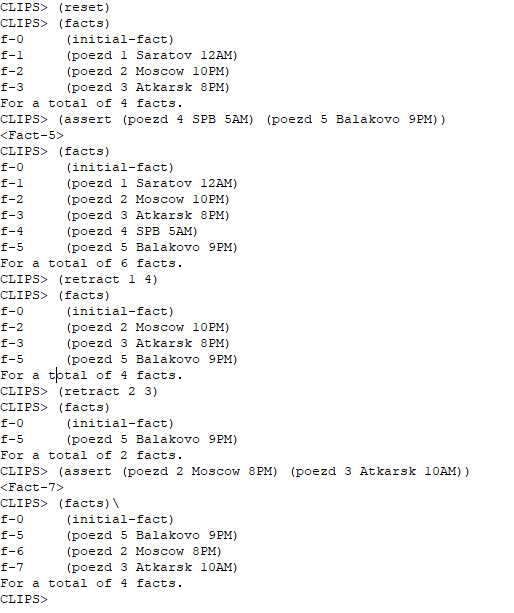 CLIPS> (reset)
CLIPS> (facts)
f-0     (initial-fact)
f-1     (poezd 1 Saratov 12AM)
f-2     (poezd 2 Moscow 10PM)
f-3     (poezd 3 Atkarsk 8PM)
For a total of 4 facts.
CLIPS> (assert (poezd 4 SPB 5AM) (poezd 5 Balakovo 9PM))
<Fact-5>
CLIPS> (facts)
f-0     (initial-fact)
f-1     (poezd 1 Saratov 12AM)
f-2     (poezd 2 Moscow 10PM)
f-3     (poezd 3 Atkarsk 8PM)
f-4     (poezd 4 SPB 5AM)
f-5     (poezd 5 Balakovo 9PM)
For a total of 6 facts.
CLIPS> (retract 1 4)
CLIPS> (facts)
f-0     (initial-fact)
f-2     (poezd 2 Moscow 10PM)
f-3     (poezd 3 Atkarsk 8PM)
f-5     (poezd 5 Balakovo 9PM)
For a total of 4 facts.
CLIPS> (retract 2 3)
CLIPS> (facts)
f-0     (initial-fact)
f-5     (poezd 5 Balakovo 9PM)
For a total of 2 facts.
CLIPS> (assert (poezd 2 Moscow 8PM) (poezd 3 Atkarsk 10AM))
<Fact-7>
CLIPS> (facts)\
f-0     (initial-fact)
f-5     (poezd 5 Balakovo 9PM)
f-6     (poezd 2 Moscow 8PM)
f-7     (poezd 3 Atkarsk 10AM)
For a total of 4 facts.
CLIPS>